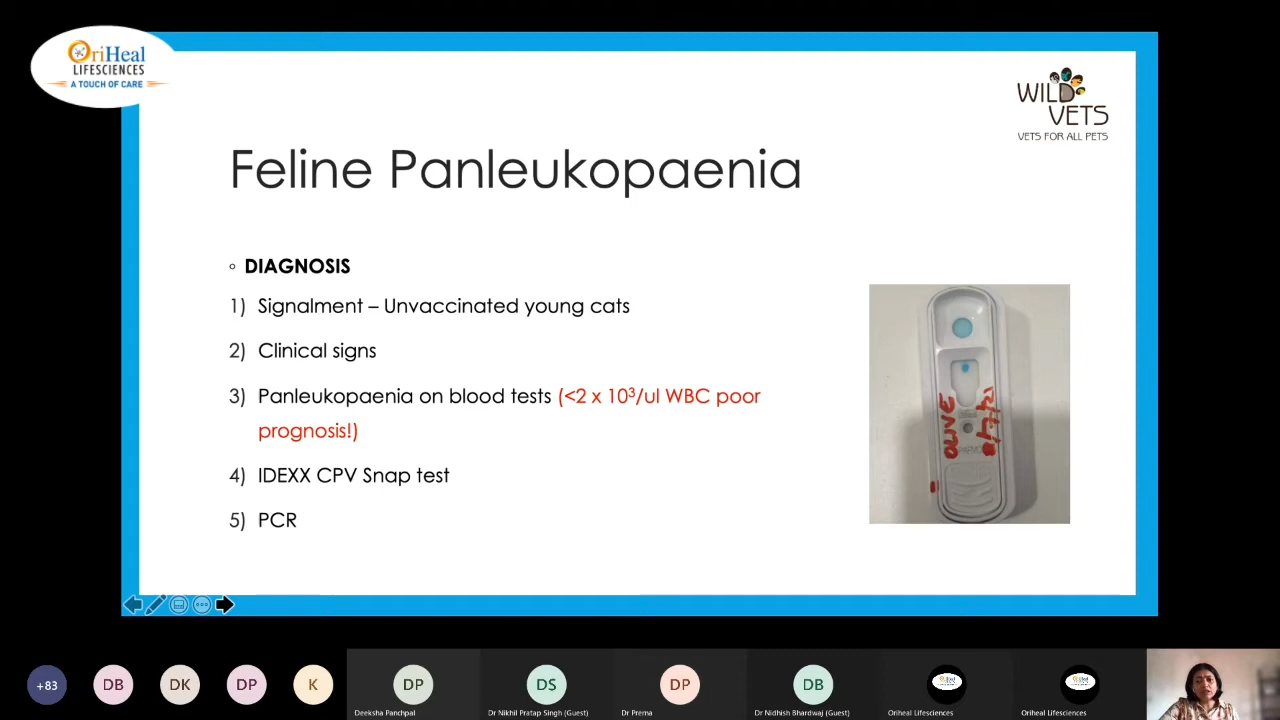 OriHeal
LIFESCIENCES
A TOUCH OF CARE
WILD
VETS
VETS FOR ALL PETS
Feline Panleukopaenia
DIAGNOSIS
1) Signalment – Unvaccinated young cats
2) Clinical signs
3) Panleukopaenia on blood tests (<2 x 10³/ul WBC poor
prognosis!)
4) IDEXX CPV Snap test
5) PCR
OLIVE
+83
DB
DK
DP
K
DP
DS
DP
DB
Deeksha Panchpal
Dr Nikhil Pratap Singh (Guest)
Dr Prerna
Dr Nidhish Bhardwaj (Guest)
Oriheal Lifesciences
Oriheal Lifesciences